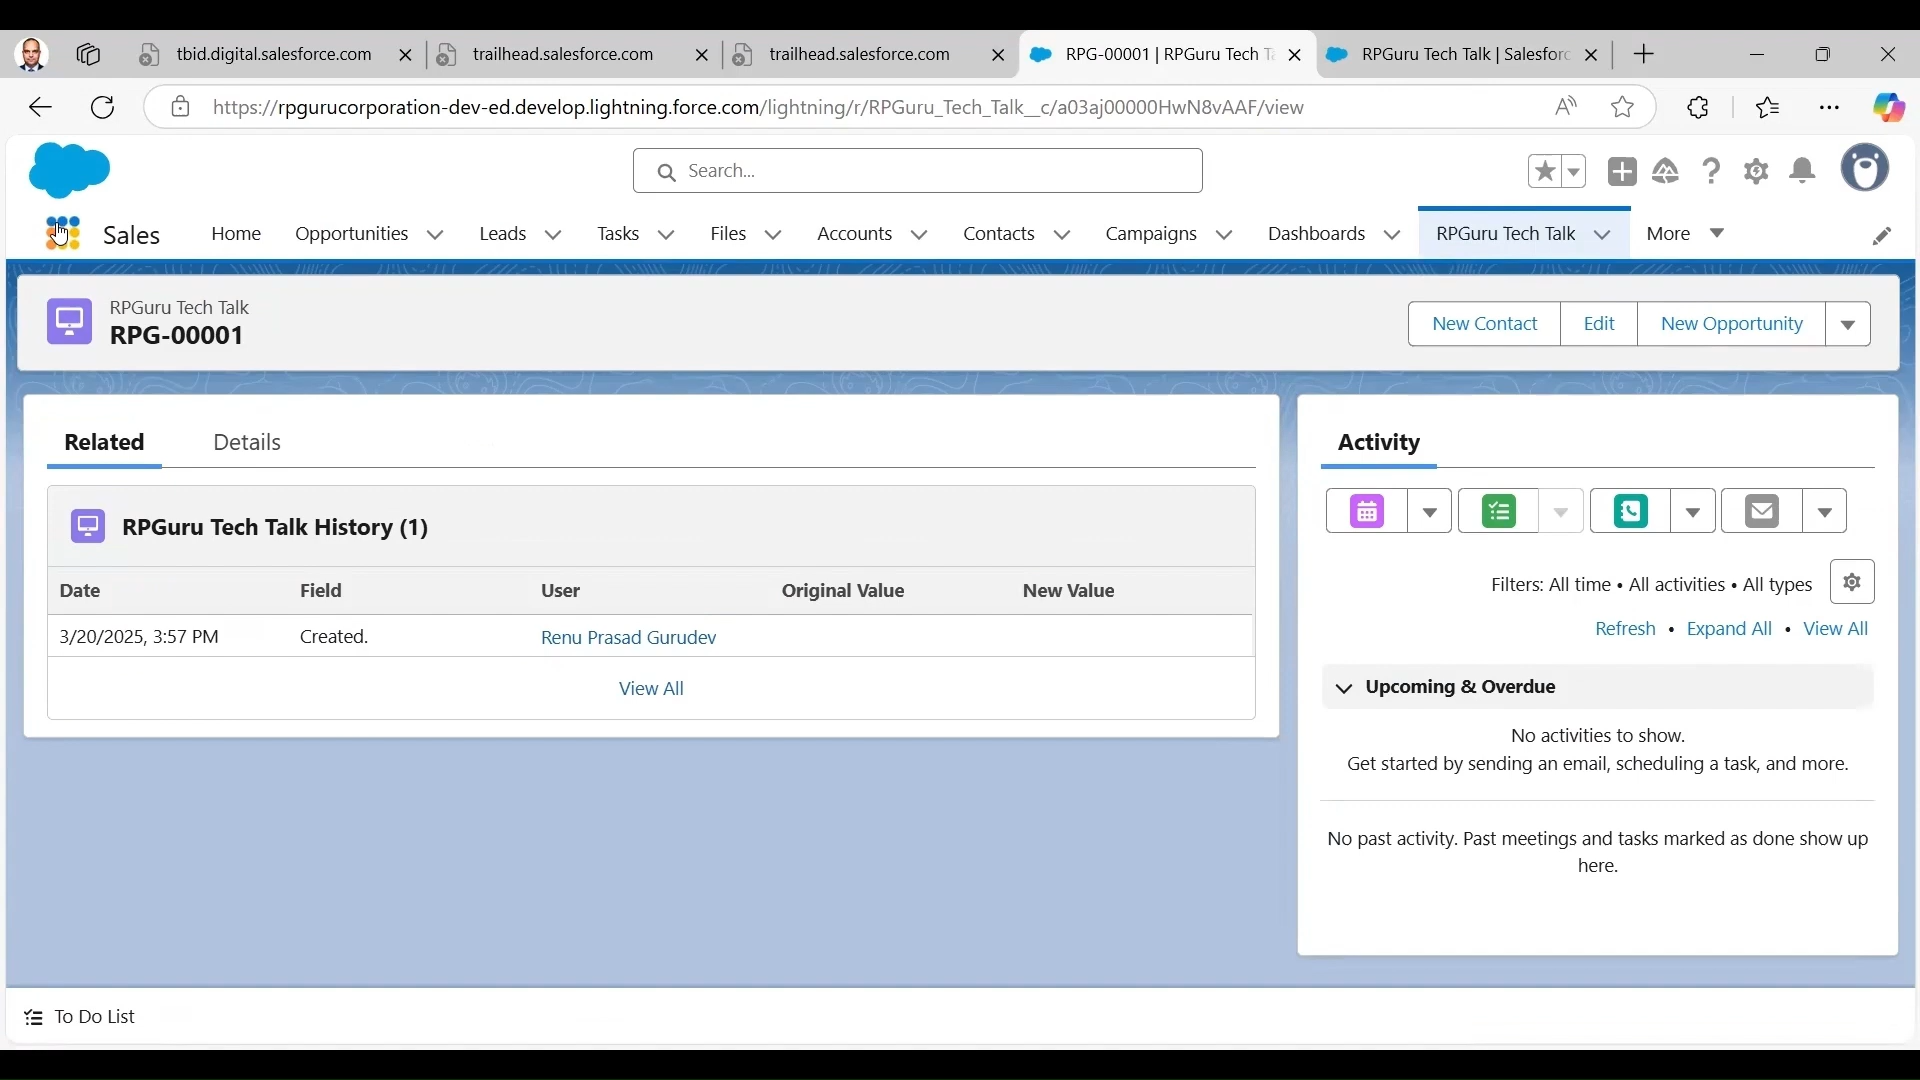 tbid.digital.salesforce.com
trailhead.salesforce.com
trailhead.salesforce.com
RPG-00001 | RPGuru Tech Ta
RPGuru Tech Talk | Salesforc
https://rpgurucorporation-dev-ed.develop.lightning.force.com/lightning/r/RPGuru_Tech_Talk__c/a03aj00000HwN8vAAF/view
Search...
Sales
Home
Opportunities
Leads
Tasks
Files
Accounts
Contacts
Campaigns
Dashboards
RPGuru Tech Talk
More
RPGuru Tech Talk
RPG-00001
New Contact
Edit
New Opportunity
Related
Details
RPGuru Tech Talk History (1)
Date Field User Original Value New Value
3/20/2025, 3:57 PM Created. Renu Prasad Gurudev
View All
Activity
Filters: All time • All activities • All types
Refresh • Expand All • View All
Upcoming & Overdue
No activities to show.
Get started by sending an email, scheduling a task, and more.
No past activity. Past meetings and tasks marked as done show up
here.
To Do List